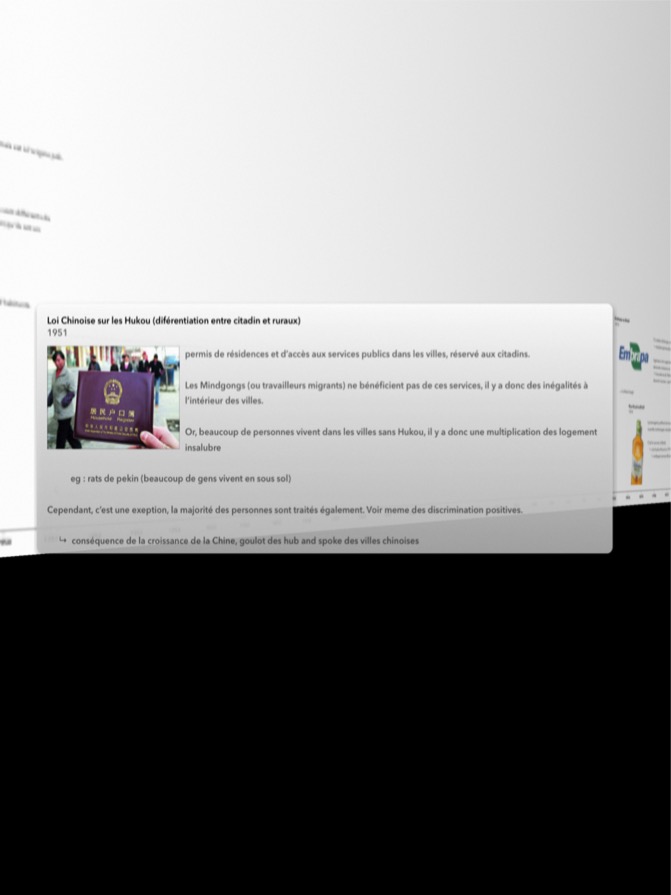 Loi Chinoise sur les Hukou (diférentiation entre citadin et ruraux)
1951
居民户口簿
Household Register
permis de résidences et d'accès aux services publics dans les villes, réservé aux citadins.
Les Mindgongs (ou travailleurs migrants) ne bénéficient pas de ces services, il y a donc des inégalités à
l'intérieur des villes.
Or, beaucoup de personnes vivent dans les villes sans Hukou, il y a donc une multiplication des logement
insalubre
eg : rats de pekin (beaucoup de gens vivent en sous sol)
Cependant, c'est une exeption, la majorité des personnes sont traités également. Voir meme des discrimination positives.
↪ conséquence de la croissance de la Chine, goulot des hub and spoke des villes chinoises